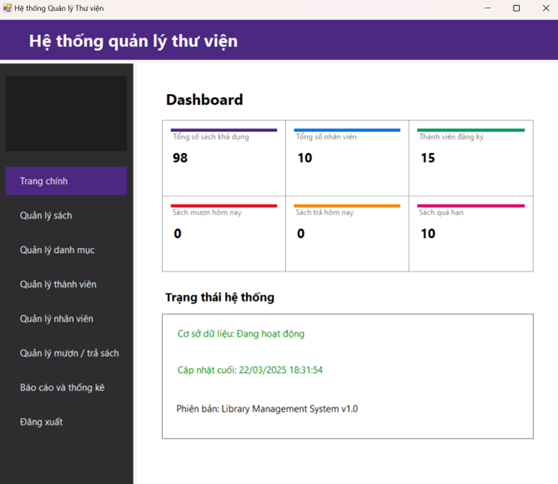 Hệ thống Quản lý Thư viện
Hệ thống quản lý thư viện
Trang chính
Quản lý sách
Quản lý danh mục
Quản lý thành viên
Quản lý nhân viên
Quản lý mượn / trả sách
Báo cáo và thống kê
Đăng xuất
Dashboard
Tổng số sách khả dụng
98
Tổng số nhân viên
10
Thành viên đăng ký
15
Sách mượn hôm nay
0
Sách trả hôm nay
0
Sách quá hạn
10
Trạng thái hệ thống
Cơ sở dữ liệu: Đang hoạt động
Cập nhật cuối: 22/03/2025 18:31:54
Phiên bản: Library Management System v1.0